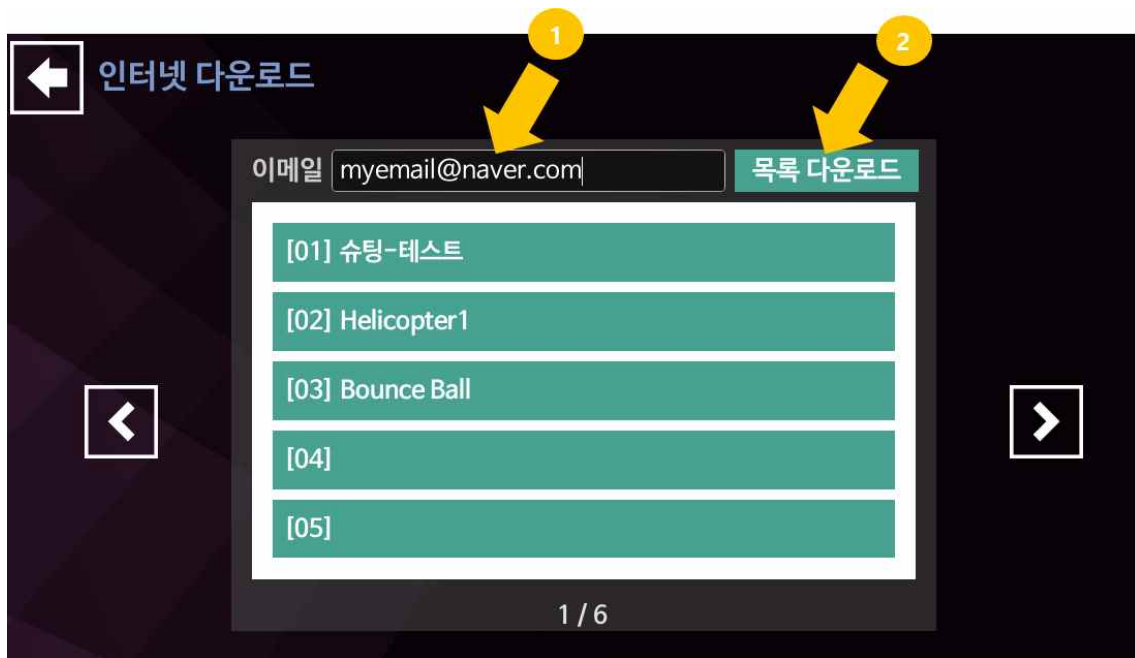 1
2
인터넷 다운로드
이메일 myemail@naver.com 목록 다운로드
[01] 슈팅-테스트
[02] Helicopter1
[03] Bounce Ball
[04]
[05]
1 / 6